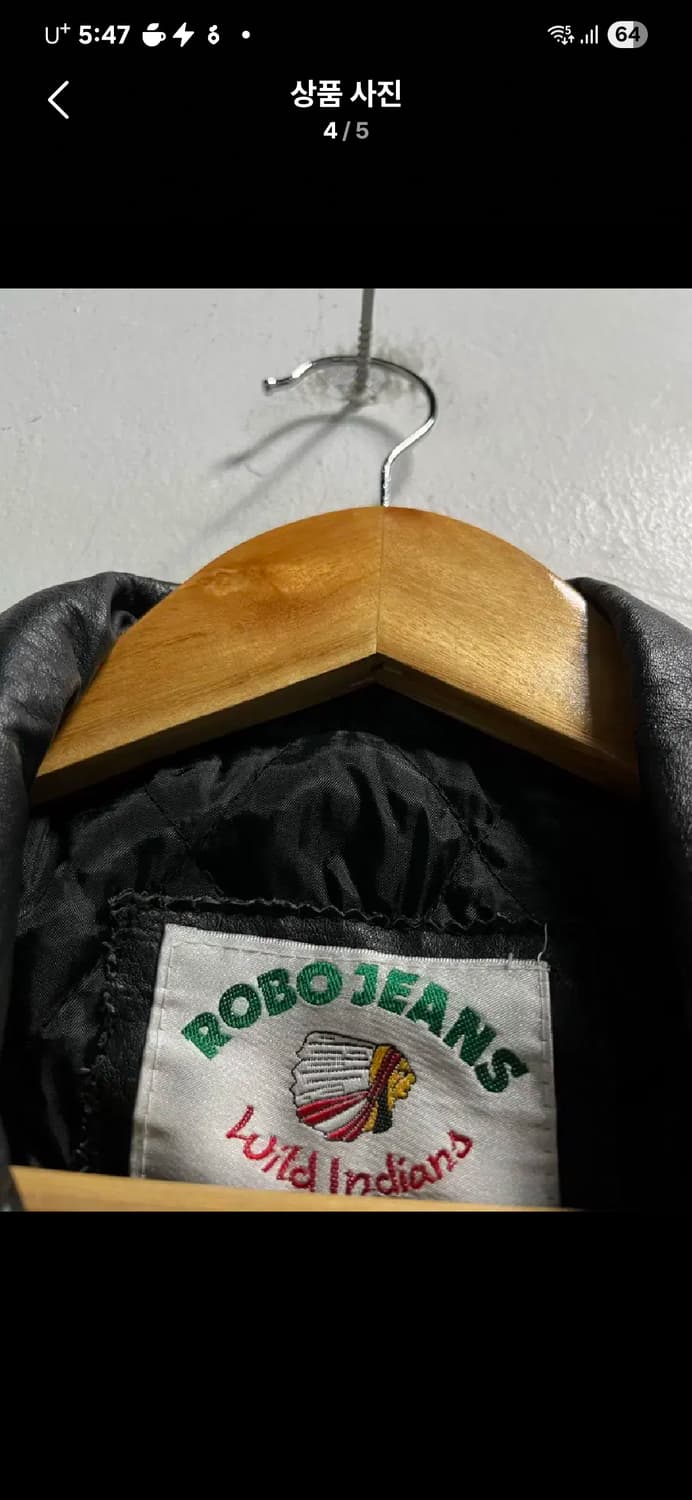 U+ 5:47
64
상품 사진
4 / 5
ROBO JEANS
Wild Indians